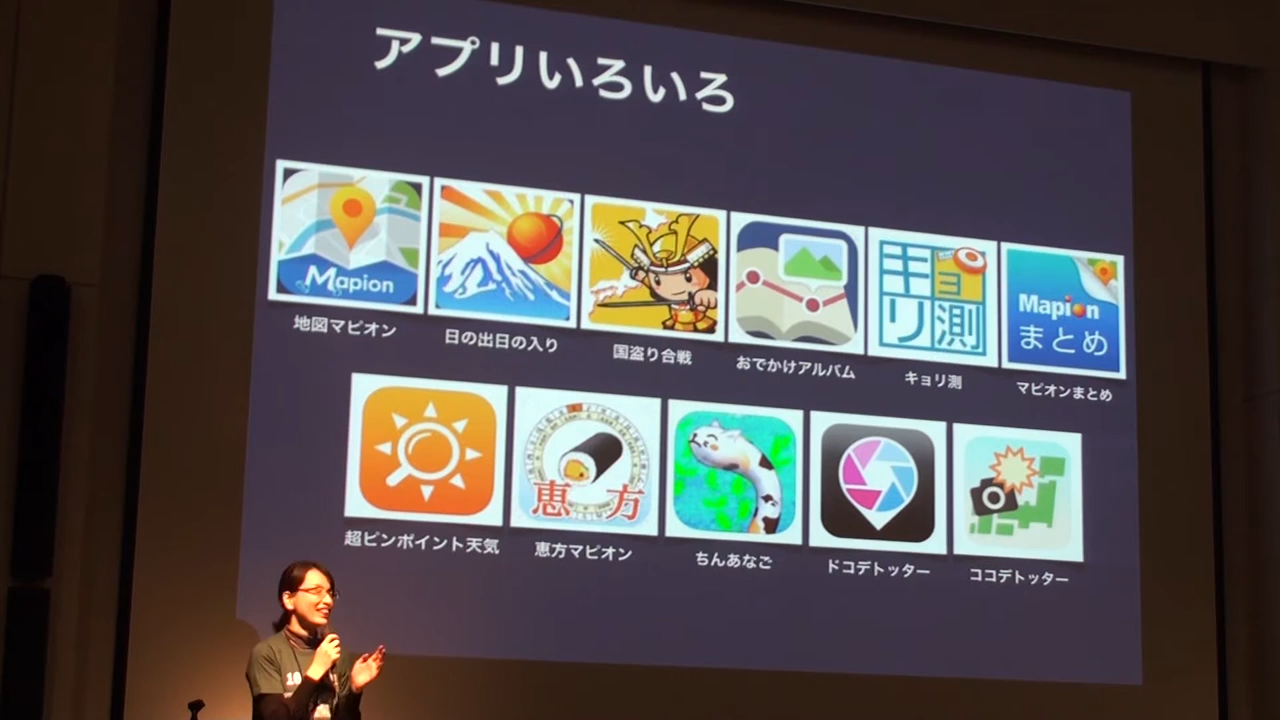 アプリいろいろ
Mapion
キョリ測
Mapion
まとめ
地図マピオン
日の出日の入り
国盗り合戦
おでかけアルバム
キョリ測
マピオンまとめ
恵方
超ピンポイント天気
恵方マピオン
ちんあなご
ドコデトッター
ココデトッター